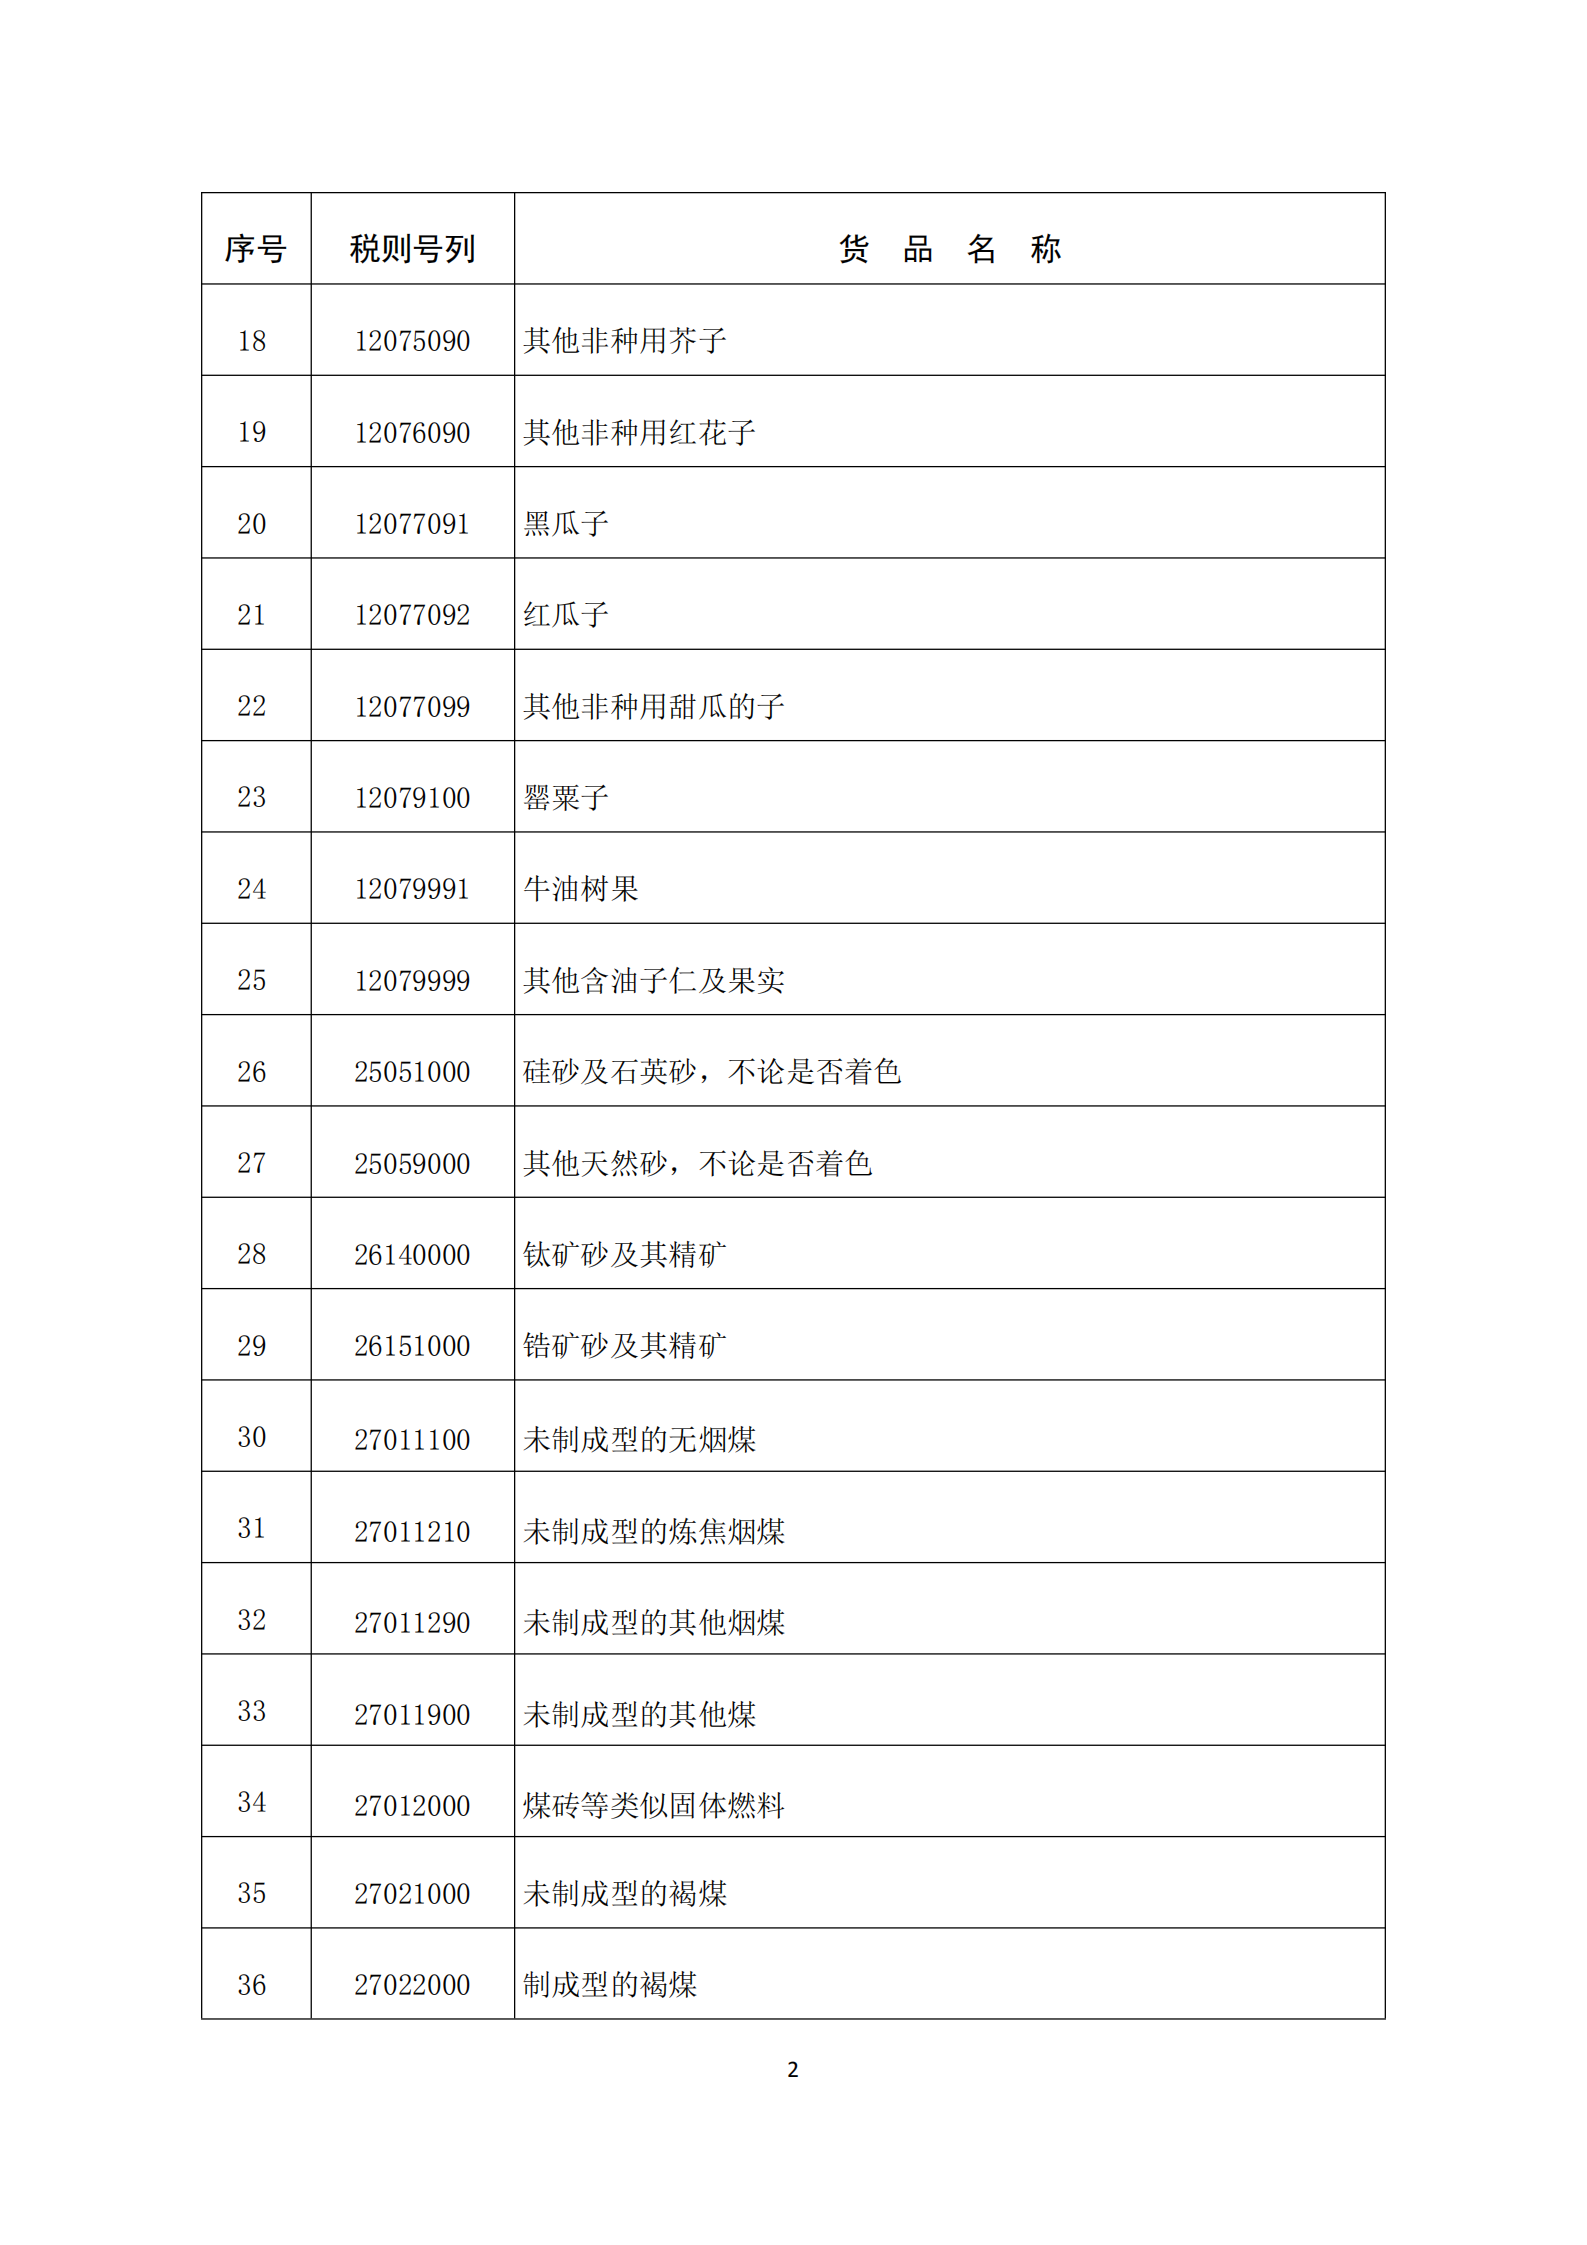 序号 税则号列 货 品 名 称
18 12075090 其他非种用芥子
19 12076090 其他非种用红花子
20 12077091 黑瓜子
21 12077092 红瓜子
22 12077099 其他非种用甜瓜的子
23 12079100 罂粟子
24 12079991 牛油树果
25 12079999 其他含油子仁及果实
26 25051000 硅砂及石英砂，不论是否着色
27 25059000 其他天然砂，不论是否着色
28 26140000 钛矿砂及其精矿
29 26151000 锆矿砂及其精矿
30 27011100 未制成型的无烟煤
31 27011210 未制成型的炼焦烟煤
32 27011290 未制成型的其他烟煤
33 27011900 未制成型的其他煤
34 27012000 煤砖等类似固体燃料
35 27021000 未制成型的褐煤
36 27022000 制成型的褐煤
2